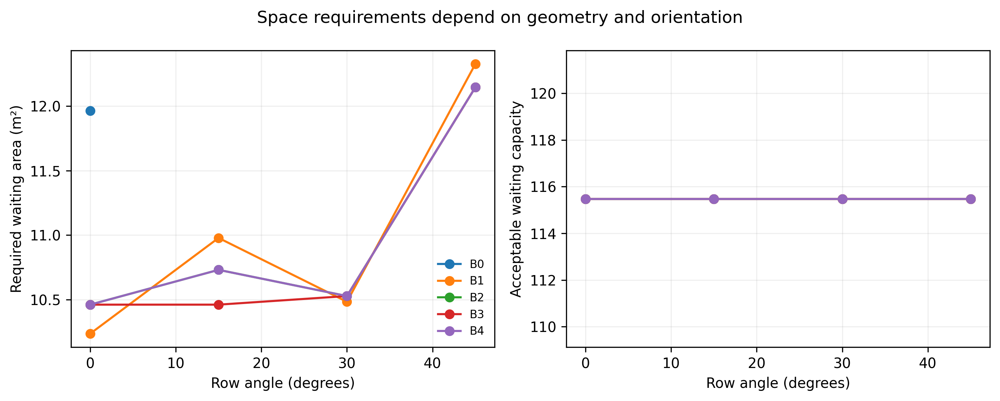 Space requirements depend on geometry and orientation
Required waiting area (m²)
12.0
11.5
11.0
10.5
0 10 20 30 40
Row angle (degrees)
B0
B1
B2
B3
B4
Acceptable waiting capacity
120
118
116
114
112
110
0 10 20 30 40
Row angle (degrees)